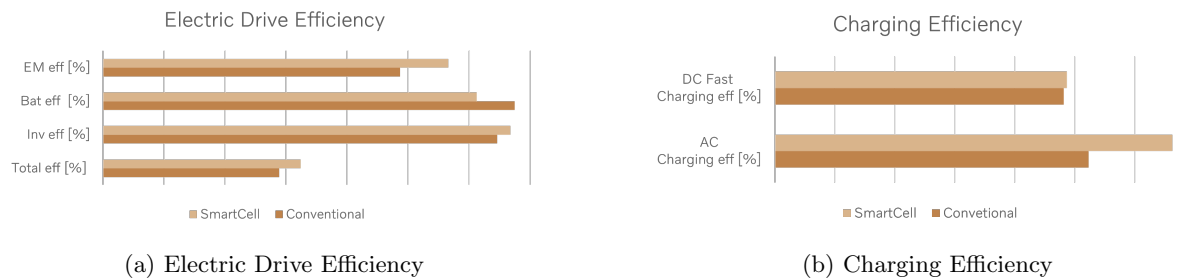 Electric Drive Efficiency
EM eff [%]
Bat eff [%]
Inv eff [%]
Total eff [%]
SmartCell Conventional
(a) Electric Drive Efficiency
Charging Efficiency
DC Fast
Charging eff [%]
AC
Charging eff [%]
SmartCell Convetional
(b) Charging Efficiency